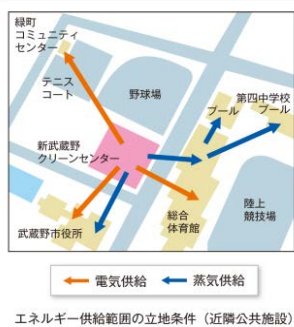 緑町
コミュニティ
センター
テニス
コート
野球場
プール
第四中学校
プール
新武蔵野
クリーンセンター
総合
体育館
陸上
競技場
武蔵野市役所
電気供給
蒸気供給
エネルギー供給範囲の立地条件（近隣公共施設）